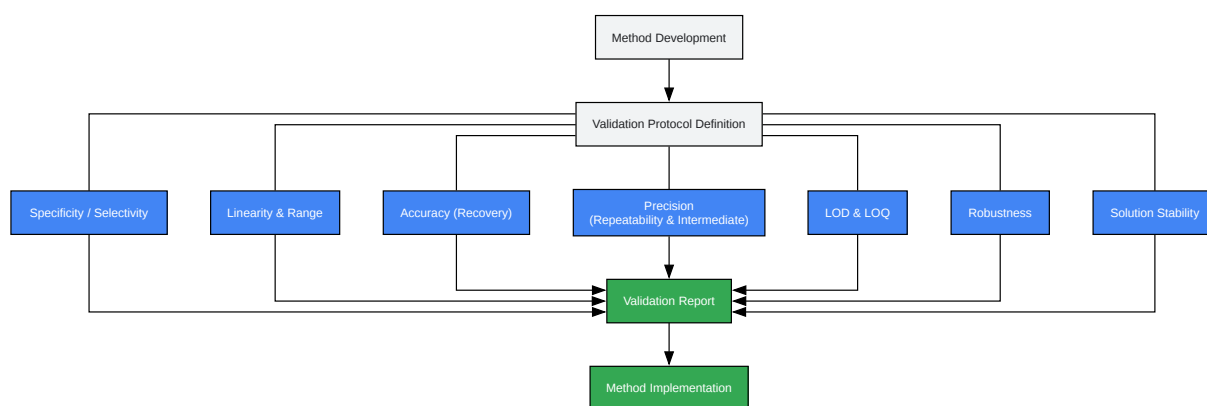 Method Development
Validation Protocol Definition
Specificity / Selectivity
Linearity & Range
Accuracy (Recovery)
Precision
(Repeatability & Intermediate)
LOD & LOQ
Robustness
Solution Stability
Validation Report
Method Implementation